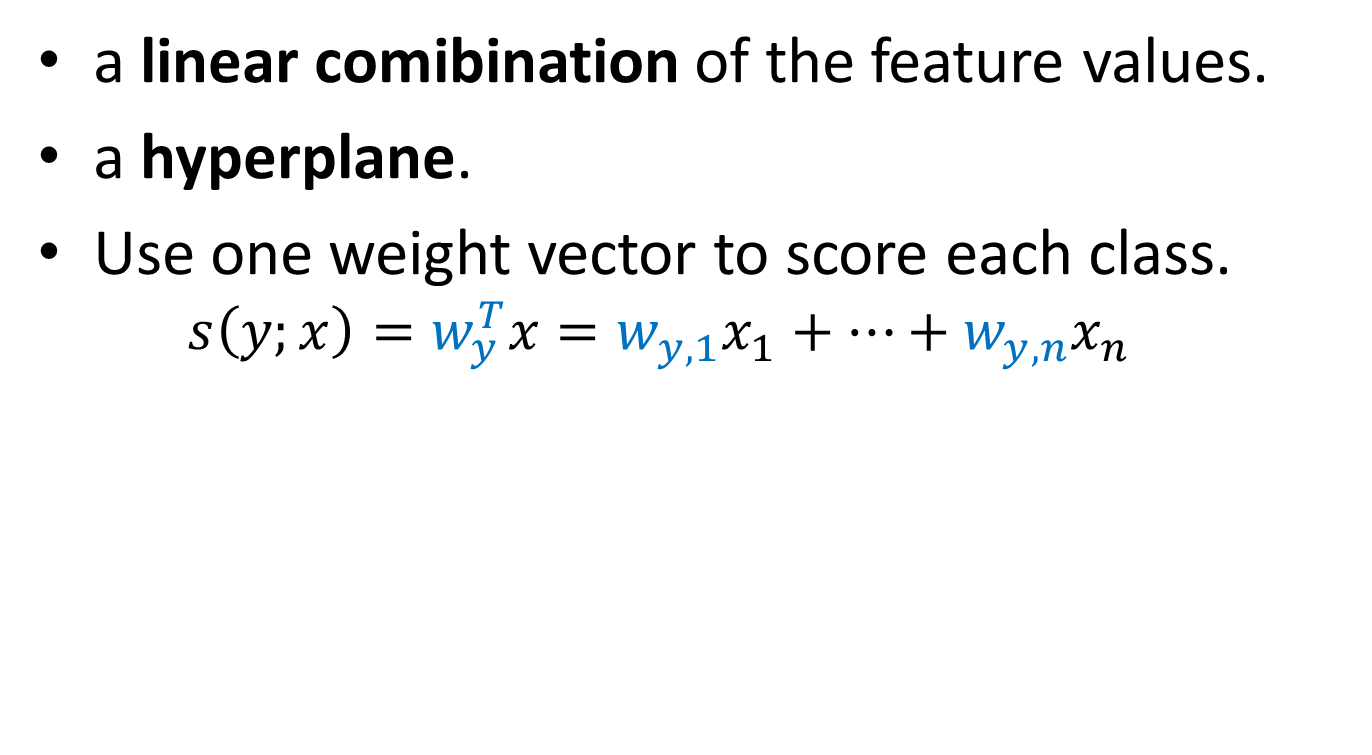 • a linear comibination of the feature values.
• a hyperplane.
• Use one weight vector to score each class.
s(y; x) = w_y^T x = w_{y,1}x_1 + ⋯ + w_{y,n}x_n